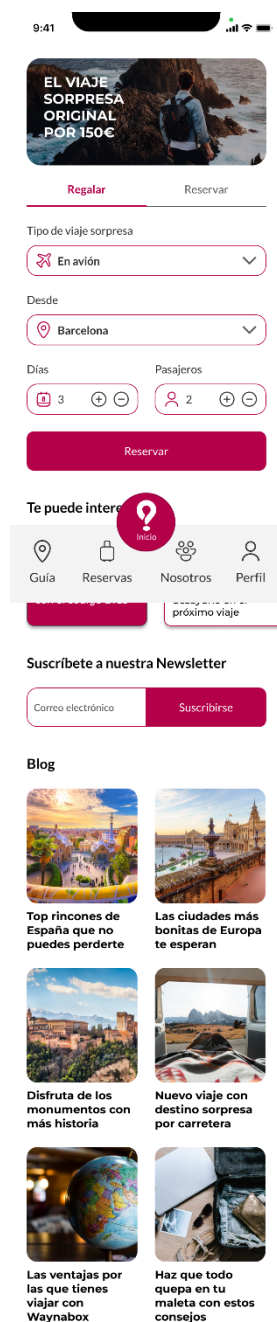 9:41
EL VIAJE
SORPRESA
ORIGINAL
POR 150€
Regalar
Reservar
Tipo de viaje sorpresa
En avión
Desde
Barcelona
Días
Pasajeros
3
2
Reservar
Te puede intere
Inicio
Guía
Reservas
Nosotros
Perfil
próximo viaje
Suscríbete a nuestra Newsletter
Correo electrónico
Suscribirse
Blog
Top rincones de
España que no
puedes perderte
Las ciudades más
bonitas de Europa
te esperan
Disfruta de los
monumentos con
más historia
Nuevo viaje con
destino sorpresa
por carretera
Las ventajas por
las que tienes
viajar con
Waynabox
Haz que todo
quepa en tu
maleta con estos
consejos